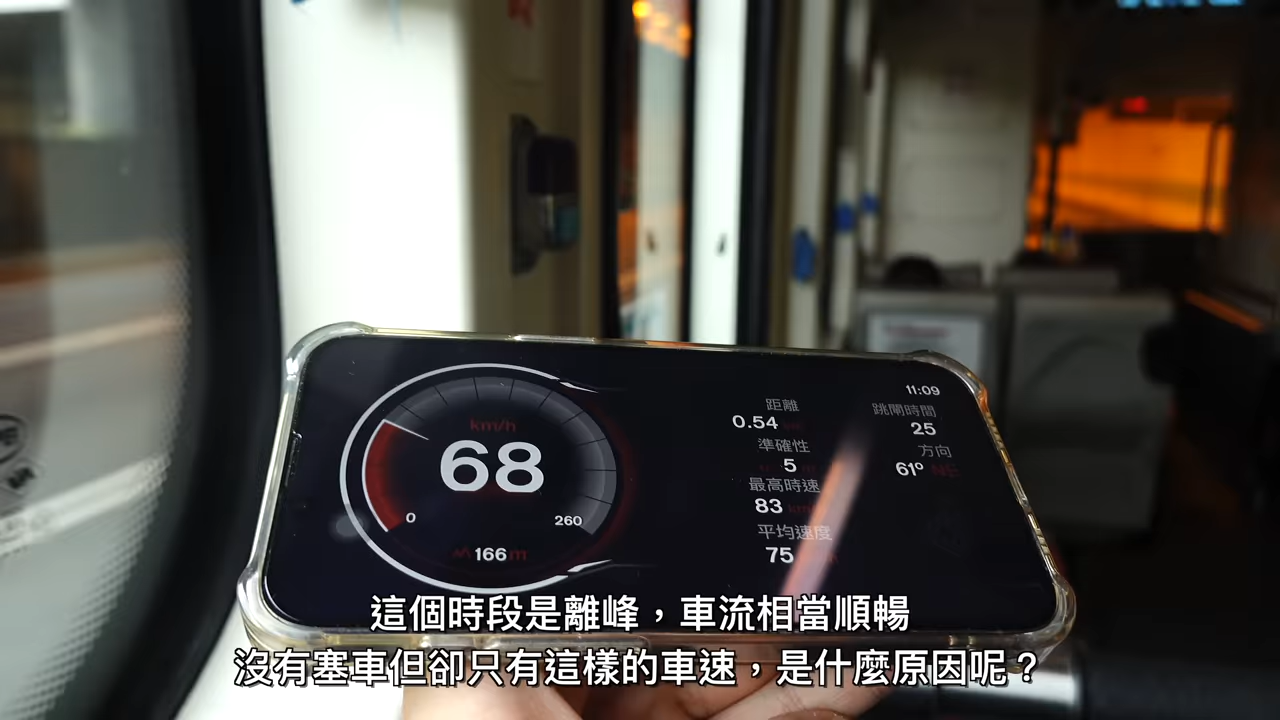 km/h
68
0
260
166 m
11:09
距離
0.54
跳閘時間
25
準確性
5 m
方向
61° NE
最高時速
83
平均速度
75
這個時段是離峰，車流相當順暢
沒有塞車但卻只有這樣的車速，是什麼原因呢？